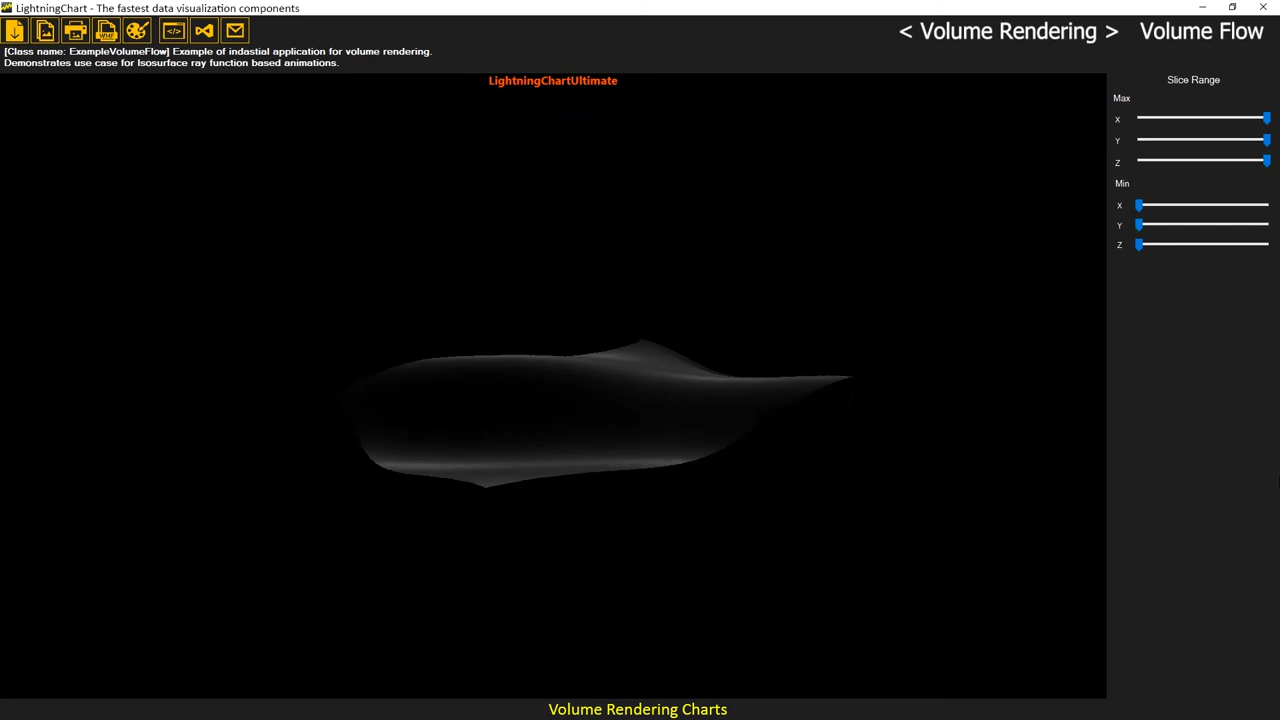 LightningChart - The fastest data visualization components
WMF
</>
< Volume Rendering > Volume Flow
[Class name: ExampleVolumeFlow] Example of indastial application for volume rendering.
Demonstrates use case for Isosurface ray function based animations.
LightningChartUltimate
Slice Range
Max
X
Y
Z
Min
X
Y
Z
Volume Rendering Charts